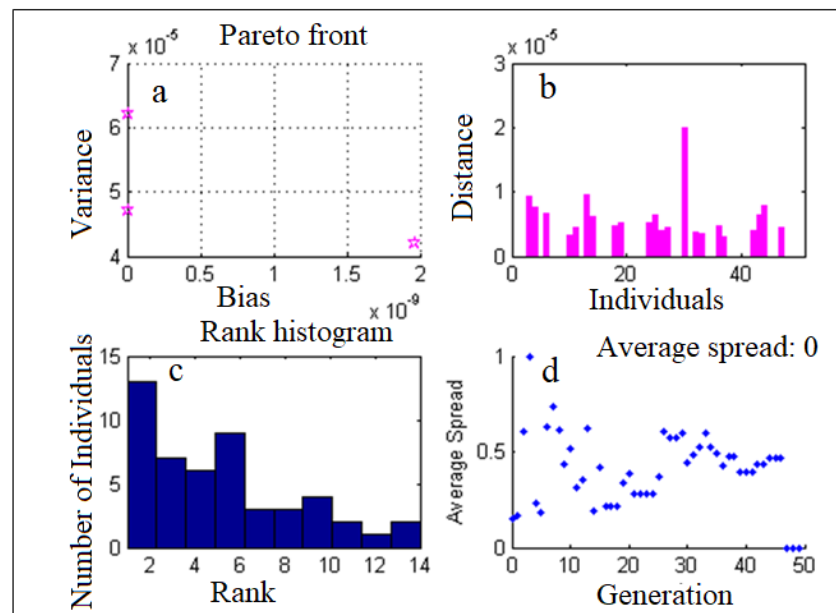 x 10^-5
Pareto front
7
6
5
4
a
Variance
0 0.5 1 1.5 2
Bias
x 10^-9
x 10^-5
3
2
1
0
b
Distance
0 20 40
Individuals
Rank histogram
15
10
5
0
c
Number of Individuals
2 4 6 8 10 12 14
Rank
Average spread: 0
1
0.5
0
d
Average Spread
0 10 20 30 40 50
Generation